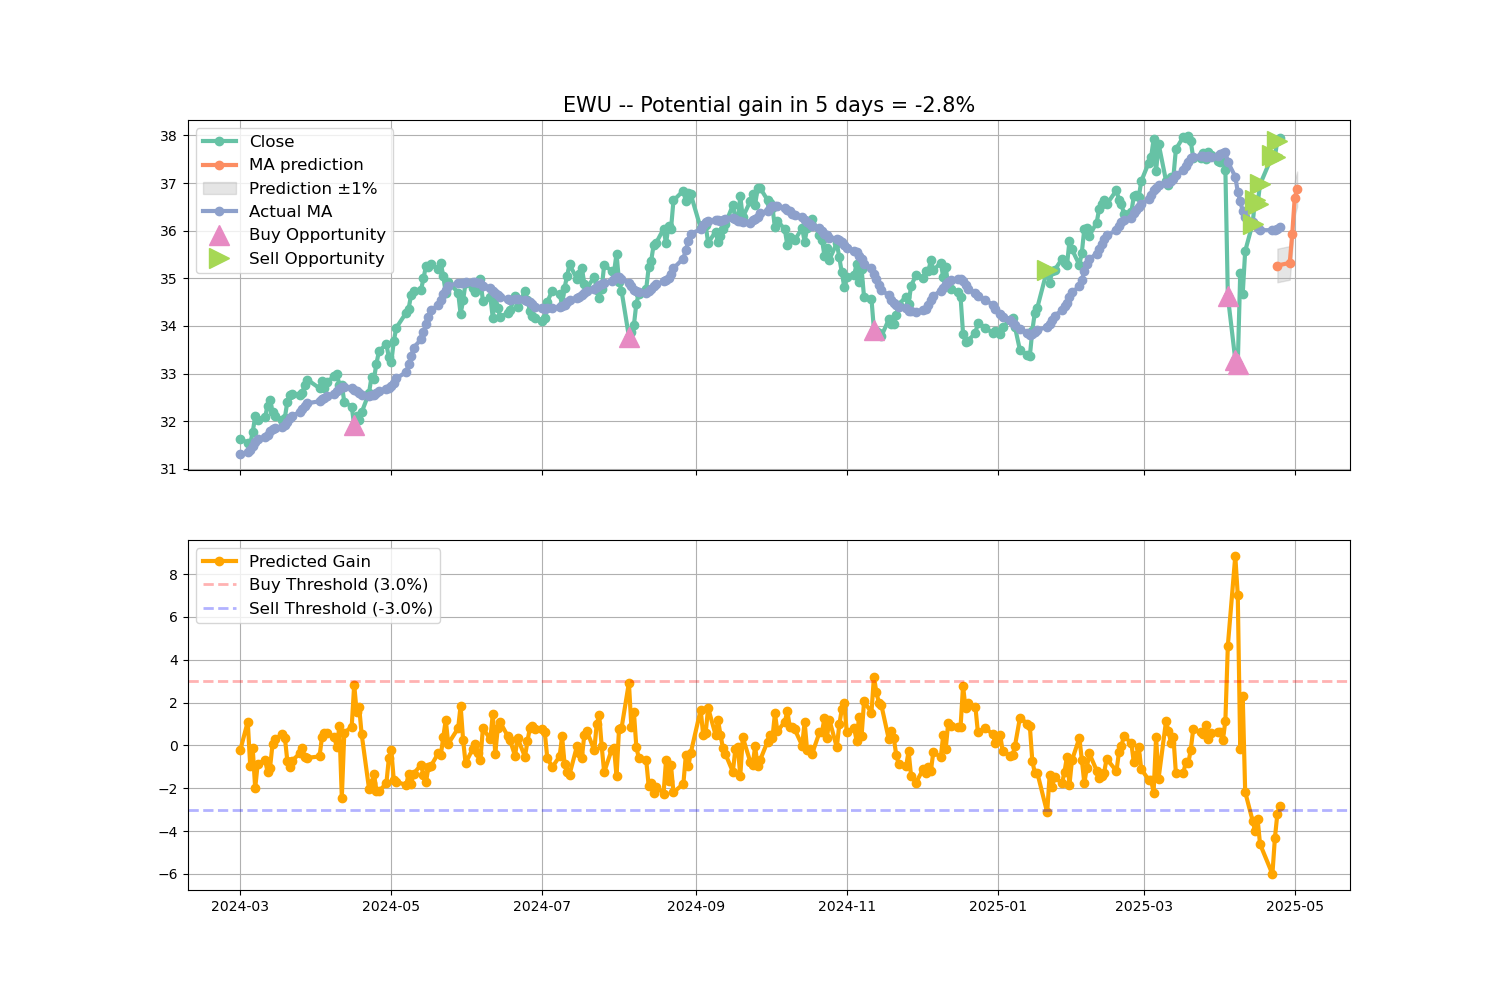 EWU -- Potential gain in 5 days = -2.8%
38
37
36
35
34
33
32
31
Close
MA prediction
Prediction ±1%
Actual MA
Buy Opportunity
Sell Opportunity
8
6
4
2
0
−2
−4
−6
Predicted Gain
Buy Threshold (3.0%)
Sell Threshold (-3.0%)
2024-03 2024-05 2024-07 2024-09 2024-11 2025-01 2025-03 2025-05